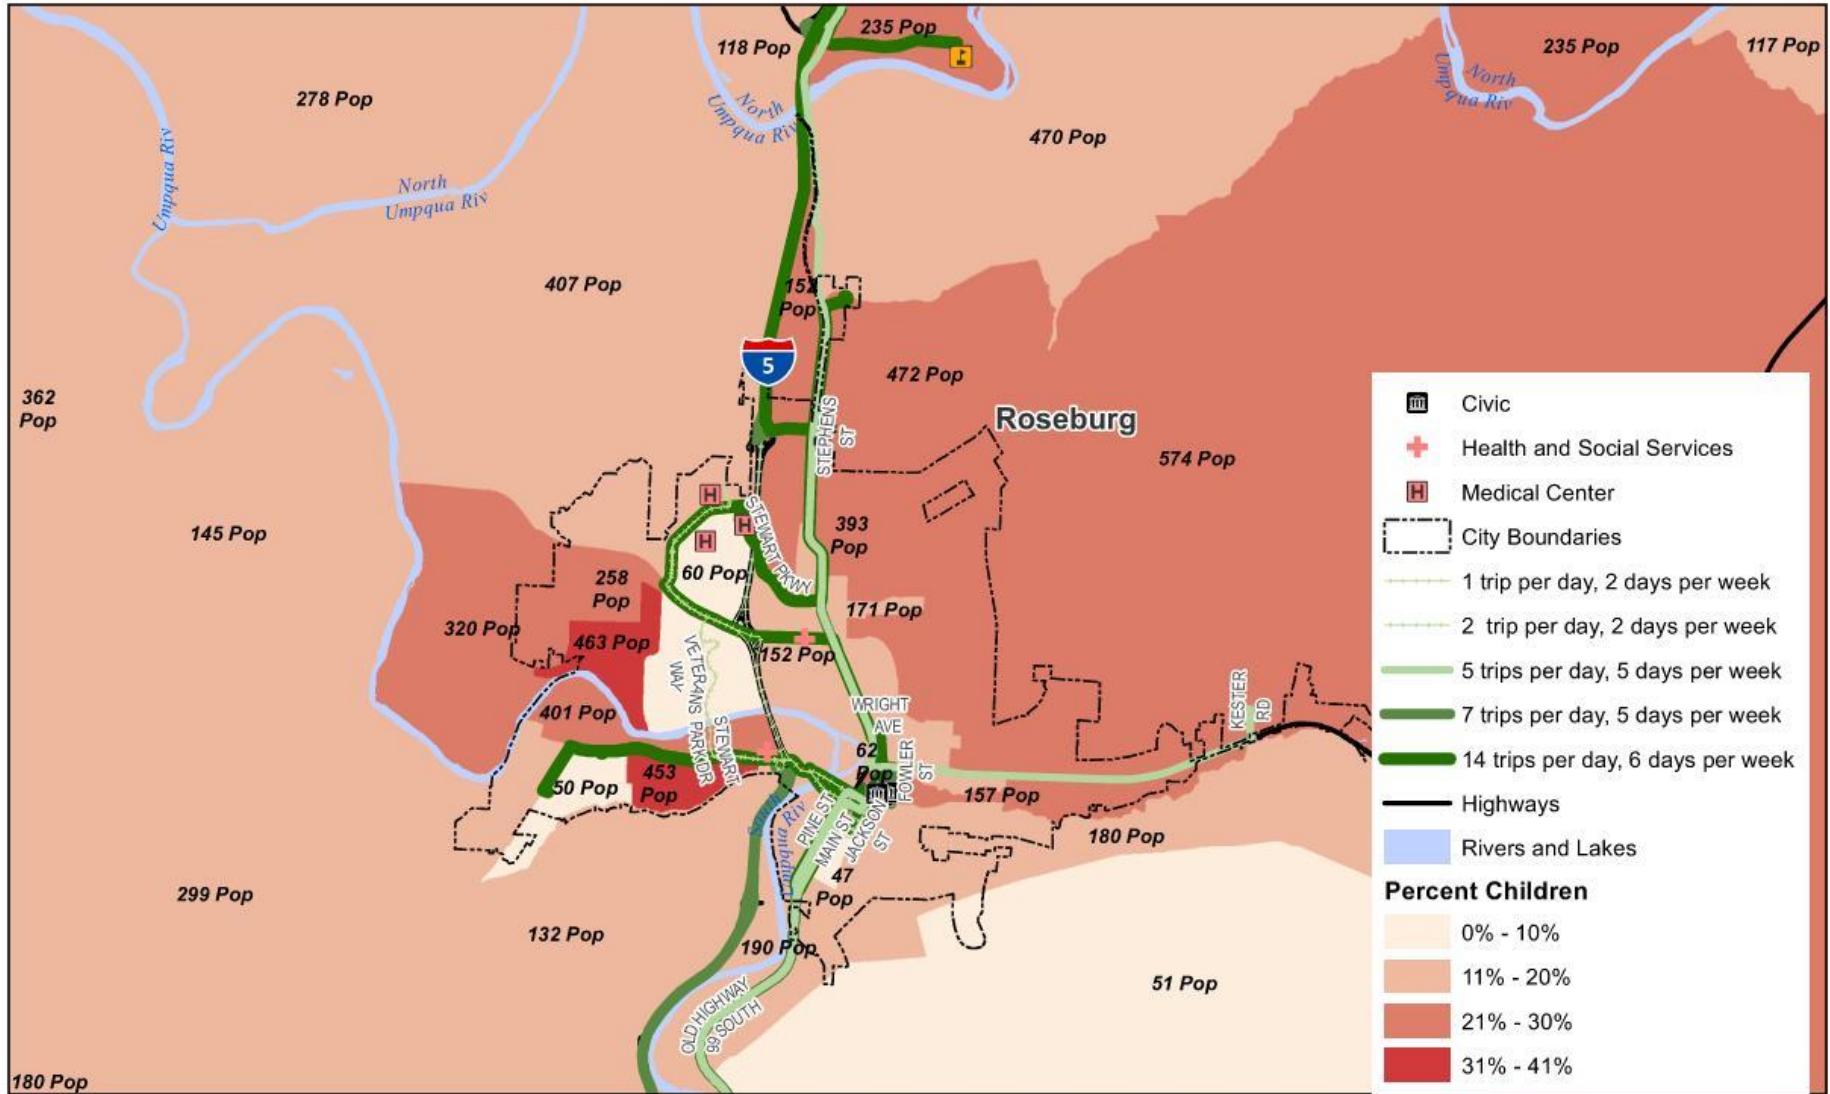 235 Pop
118 Pop
235 Pop
117 Pop
278 Pop
North
Umpqua Riv
North
Umpqua Riv
470 Pop
Umpqua Riv
North
Umpqua Riv
407 Pop
152
Pop
5
472 Pop
362
Pop
Roseburg
STEPHENS
ST
574 Pop
145 Pop
H
H
H
STEWART PKWY
393
Pop
60 Pop
258
Pop
171 Pop
320 Pop
463 Pop
152 Pop
VETERANS
WAY
401 Pop
WRIGHT
AVE
KESTER
RD
STEWART
PARK DR
62
Pop
FOWLER
ST
50 Pop
453
Pop
157 Pop
South
Umpqua Riv
PINE ST
MAIN ST
JACKSON
ST
180 Pop
47
Pop
299 Pop
132 Pop
190 Pop
51 Pop
OLD HIGHWAY
99 SOUTH
180 Pop
Civic
Health and Social Services
H
Medical Center
City Boundaries
1 trip per day, 2 days per week
2 trip per day, 2 days per week
5 trips per day, 5 days per week
7 trips per day, 5 days per week
14 trips per day, 6 days per week
Highways
Rivers and Lakes
Percent Children
0% - 10%
11% - 20%
21% - 30%
31% - 41%